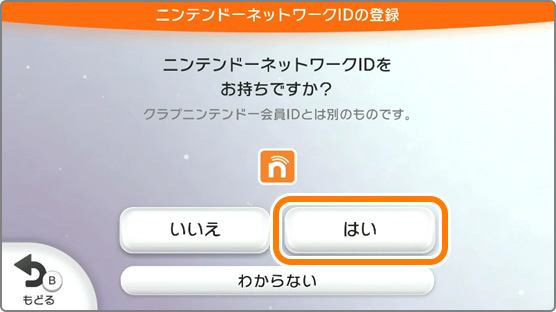 ニンテンドーネットワークIDの登録
ニンテンドーネットワークIDを
お持ちですか?
クラブニンテンドー会員IDとは別のものです。
n
いいえ
はい
わからない
B
もどる